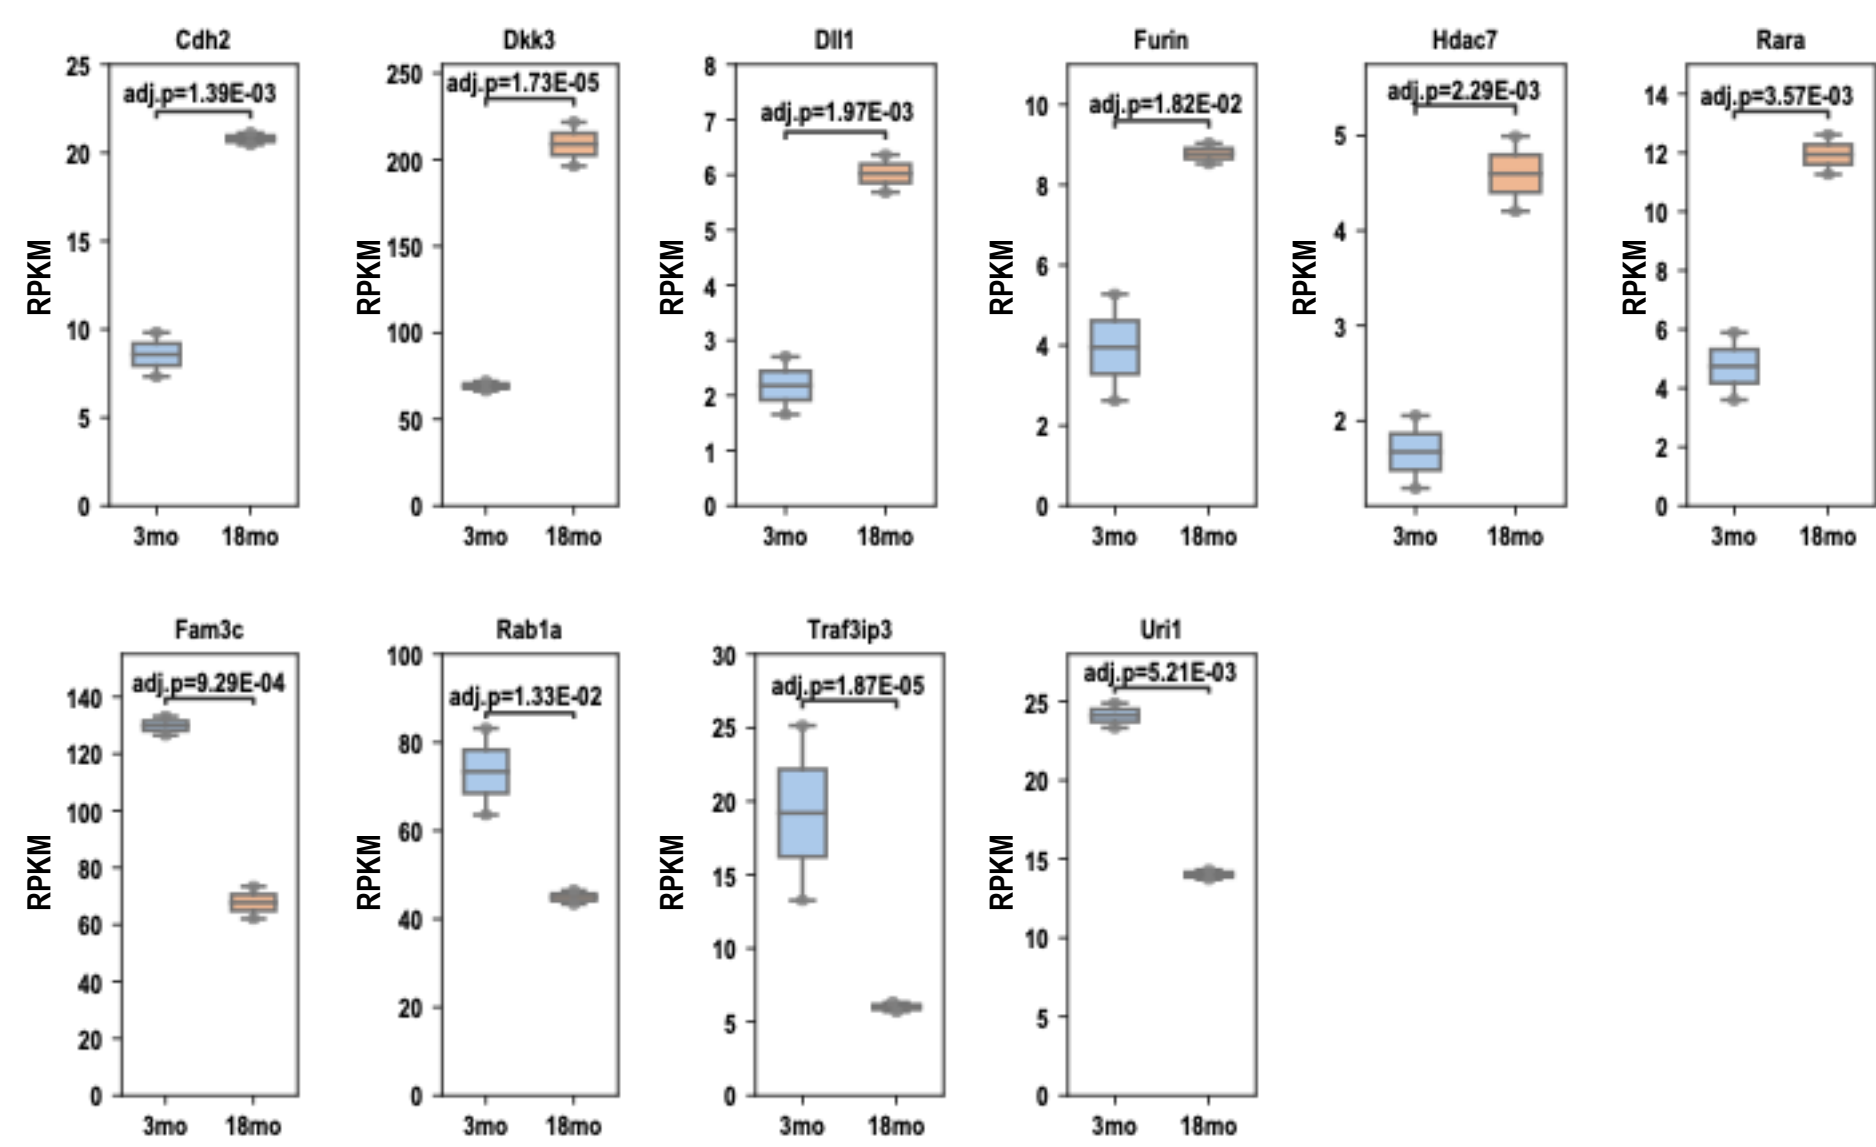 Cdh2
25
20
15
10
5
0
RPKM
adj.p=1.39E-03
3mo 18mo
Dkk3
250
200
150
100
50
0
RPKM
adj.p=1.73E-05
3mo 18mo
Dll1
8
7
6
5
4
3
2
1
0
RPKM
adj.p=1.97E-03
3mo 18mo
Furin
10
8
6
4
2
0
RPKM
adj.p=1.82E-02
3mo 18mo
Hdac7
5
4
3
2
RPKM
adj.p=2.29E-03
3mo 18mo
Rara
14
12
10
8
6
4
2
0
RPKM
adj.p=3.57E-03
3mo 18mo
Fam3c
140
120
100
80
60
40
20
0
RPKM
adj.p=9.29E-04
3mo 18mo
Rab1a
100
80
60
40
20
0
RPKM
adj.p=1.33E-02
3mo 18mo
Traf3ip3
30
25
20
15
10
5
0
RPKM
adj.p=1.87E-05
3mo 18mo
Uri1
25
20
15
10
5
0
RPKM
adj.p=5.21E-03
3mo 18mo